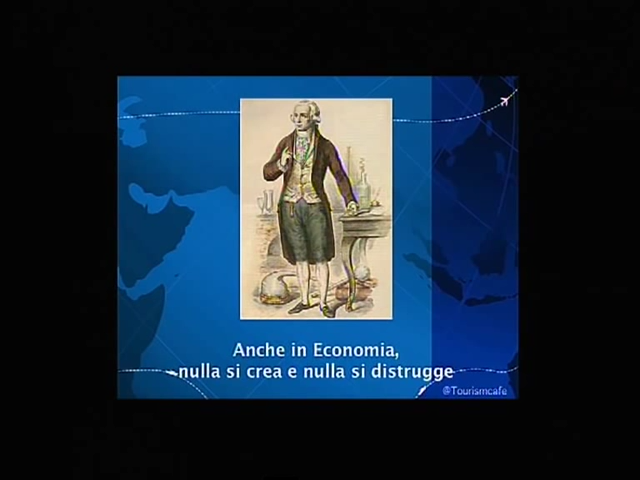 Anche in Economia,
nulla si crea e nulla si distrugge
@Tourismcafe